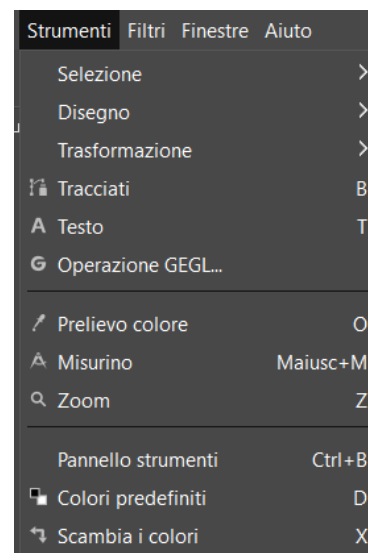 Strumenti Filtri Finestre Aiuto
Selezione
Disegno
Trasformazione
Tracciati B
A Testo T
G Operazione GEGL...
Prelievo colore O
Misurino Maiusc+M
Zoom Z
Pannello strumenti Ctrl+B
Colori predefiniti D
Scambia i colori X